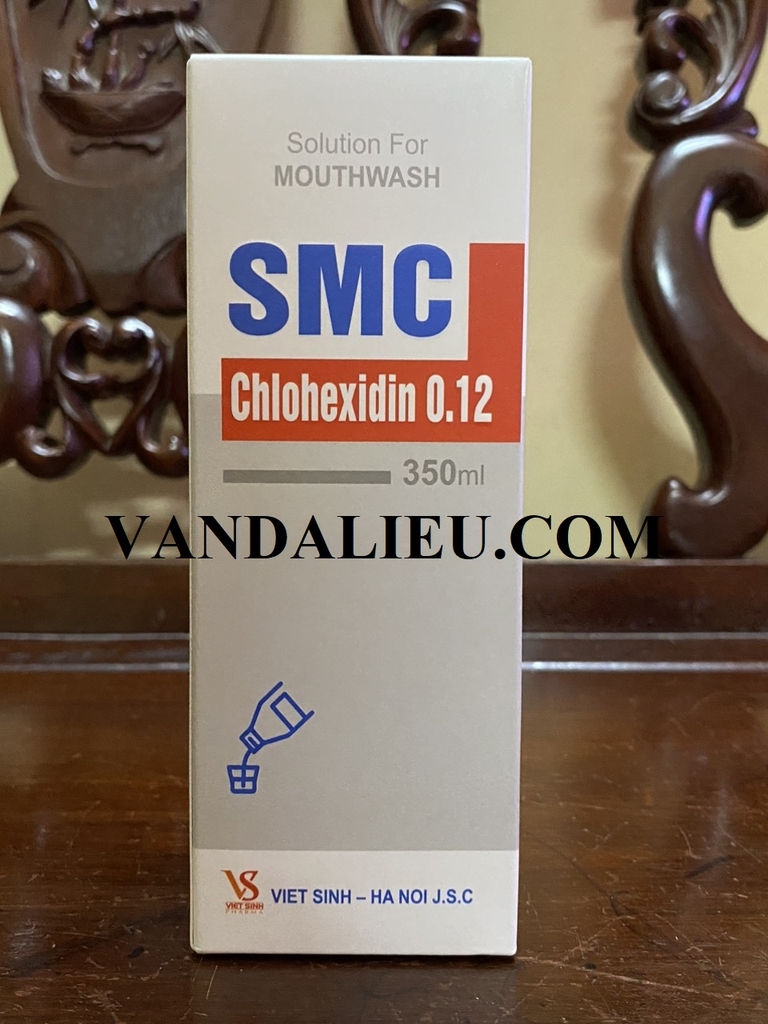 Solution For
MOUTHWASH
SMC
Chlohexidin 0.12
350ml
VANDALIEU.COM
VS
VIET SINH
PHARMA
VIET SINH – HA NOI J.S.C